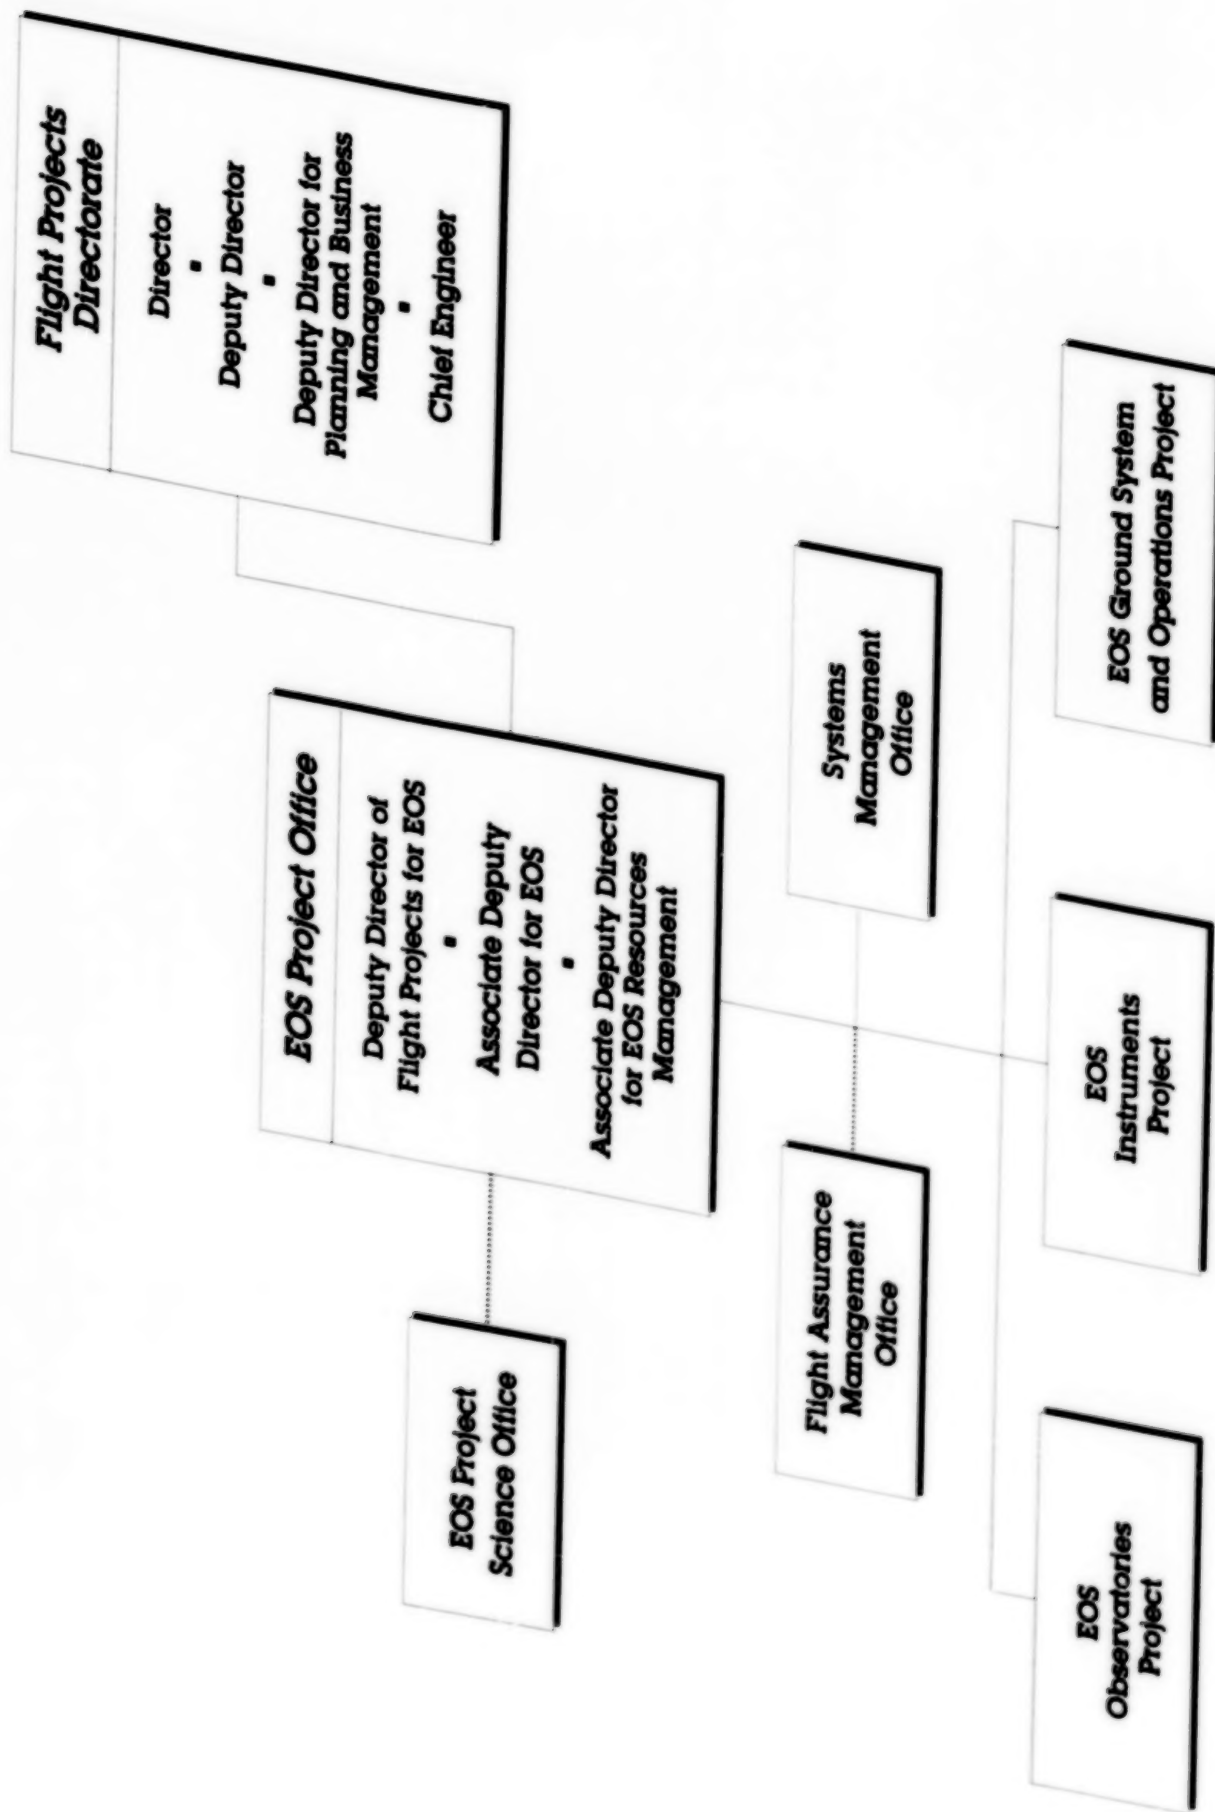 Flight Projects
Directorate
Director
▪
Deputy Director
▪
Deputy Director for
Planning and Business
Management
▪
Chief Engineer
EOS Project Office
Deputy Director of
Flight Projects for EOS
▪
Associate Deputy
Director for EOS
▪
Associate Deputy Director
for EOS Resources
Management
EOS Project
Science Office
Systems
Management
Office
Flight Assurance
Management
Office
EOS Ground System
and Operations Project
EOS
Instruments
Project
EOS
Observatories
Project